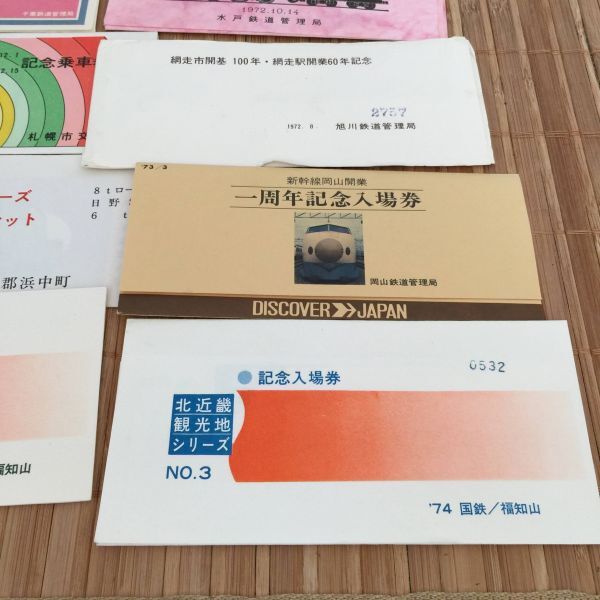 千葉鉄道管理局
1972.10.14
水戸鉄道管理局
記念乗車
札幌市交
網走市開基 100年・網走駅開業60年記念
2757
1972. 8. 旭川鉄道管理局
ーズ
ット
8tロー
日野
6 t
郡浜中町
73/3
新幹線岡山開業
一周年記念入場券
岡山鉄道管理局
DISCOVER JAPAN
福知山
0532
記念入場券
北近畿
観光地
シリーズ
NO.3
'74 国鉄/福知山